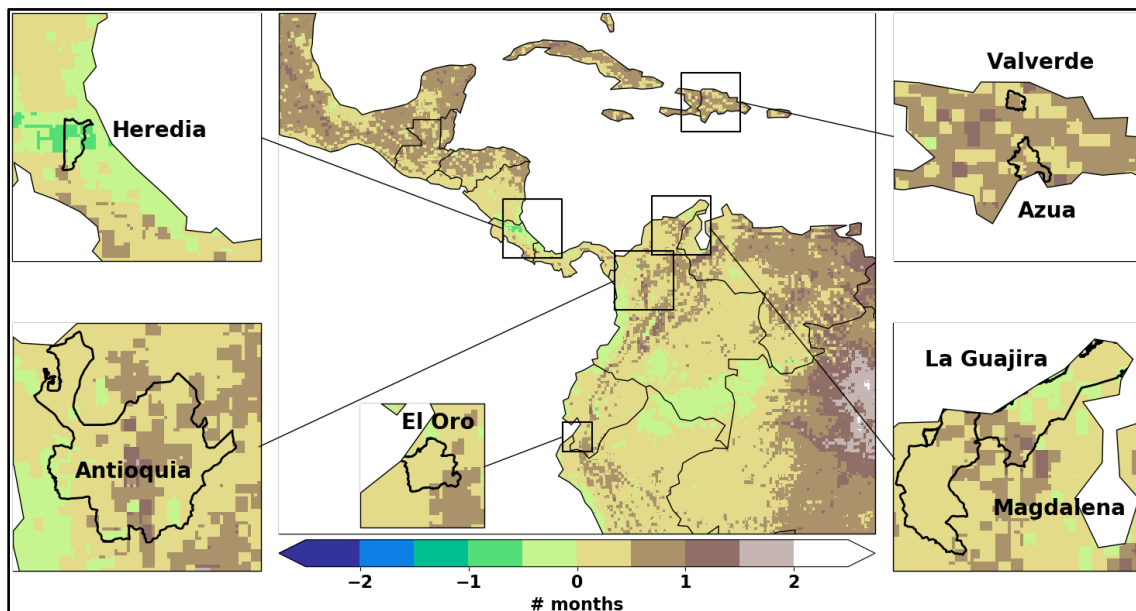 Heredia
Valverde
Azua
Antioquia
El Oro
La Guajira
Magdalena
−2
−1
0
1
2
# months